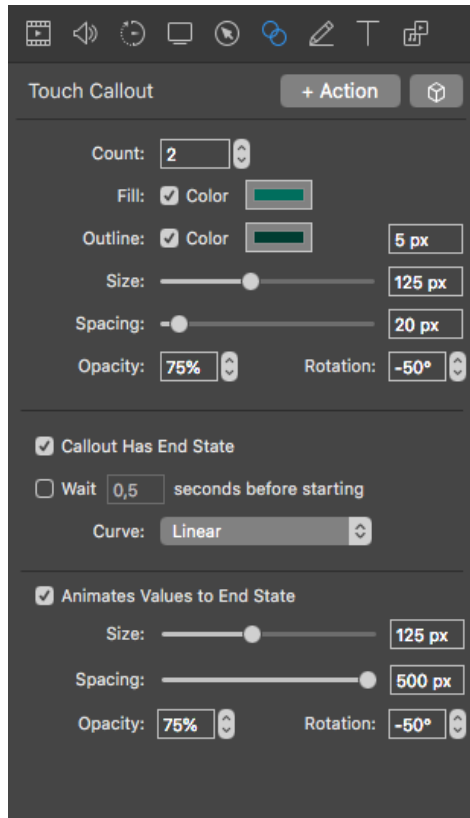 Touch Callout + Action
Count: 2
Fill: Color
Outline: Color 5 px
Size: 125 px
Spacing: 20 px
Opacity: 75% Rotation: -50°
Callout Has End State
Wait 0,5 seconds before starting
Curve: Linear
Animates Values to End State
Size: 125 px
Spacing: 500 px
Opacity: 75% Rotation: -50°